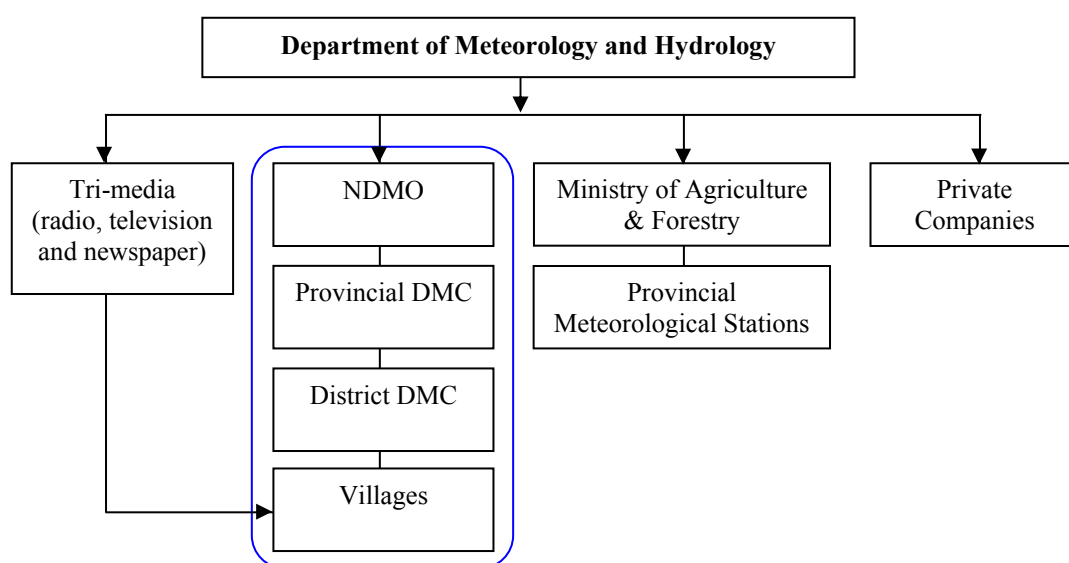 Department of Meteorology and Hydrology
Tri-media
(radio, television
and newspaper)
NDMO
Provincial DMC
District DMC
Villages
Ministry of Agriculture
& Forestry
Provincial
Meteorological Stations
Private
Companies